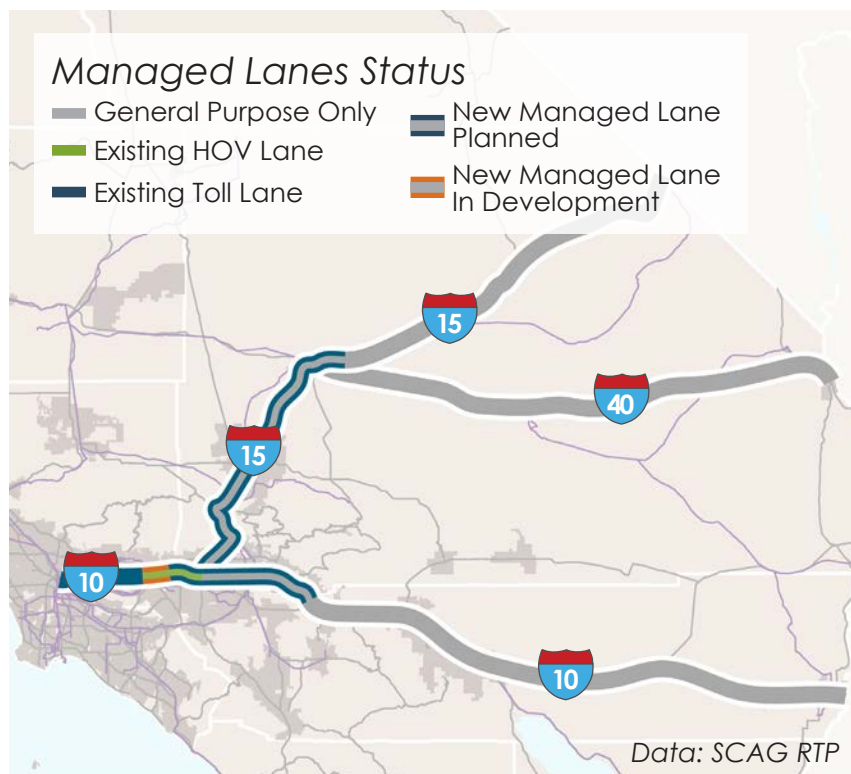 Managed Lanes Status
General Purpose Only
Existing HOV Lane
Existing Toll Lane
New Managed Lane
Planned
New Managed Lane
In Development
15
40
15
10
10
Data: SCAG RTP